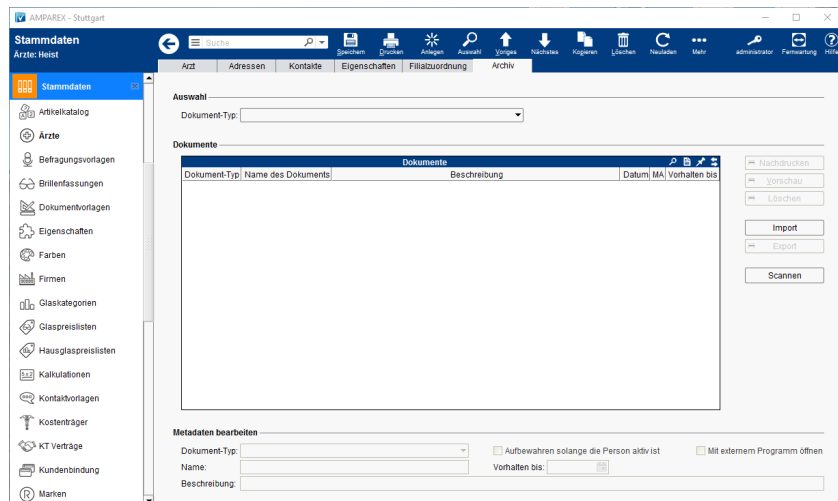 AMPAREX - Stuttgart
Stammdaten
Ärzte: Heist
Suche
Speichern Drucken Anlegen Auswahl Voriges Nächstes Kopieren Löschen Neuladen Mehr administrator Fernwartung Hilfe
Arzt Adressen Kontakte Eigenschaften Filialzuordnung Archiv
Stammdaten
Artikelkatalog
Ärzte
Befragungsvorlagen
Brillenfassungen
Dokumentvorlagen
Eigenschaften
Farben
Firmen
Glaskategorien
Glaspreislisten
Hausglaspreislisten
Kalkulationen
Kontaktvorlagen
Kostenträger
KT Verträge
Kundenbindung
Marken
Auswahl
Dokument-Typ:
Dokumente
Dokumente
Dokument-Typ Name des Dokuments Beschreibung Datum MA Vorhalten bis
Nachdrucken
Vorschau
Löschen
Import
Export
Scannen
Metadaten bearbeiten
Dokument-Typ: Aufbewahren solange die Person aktiv ist Mit externem Programm öffnen
Name: Vorhalten bis:
Beschreibung: